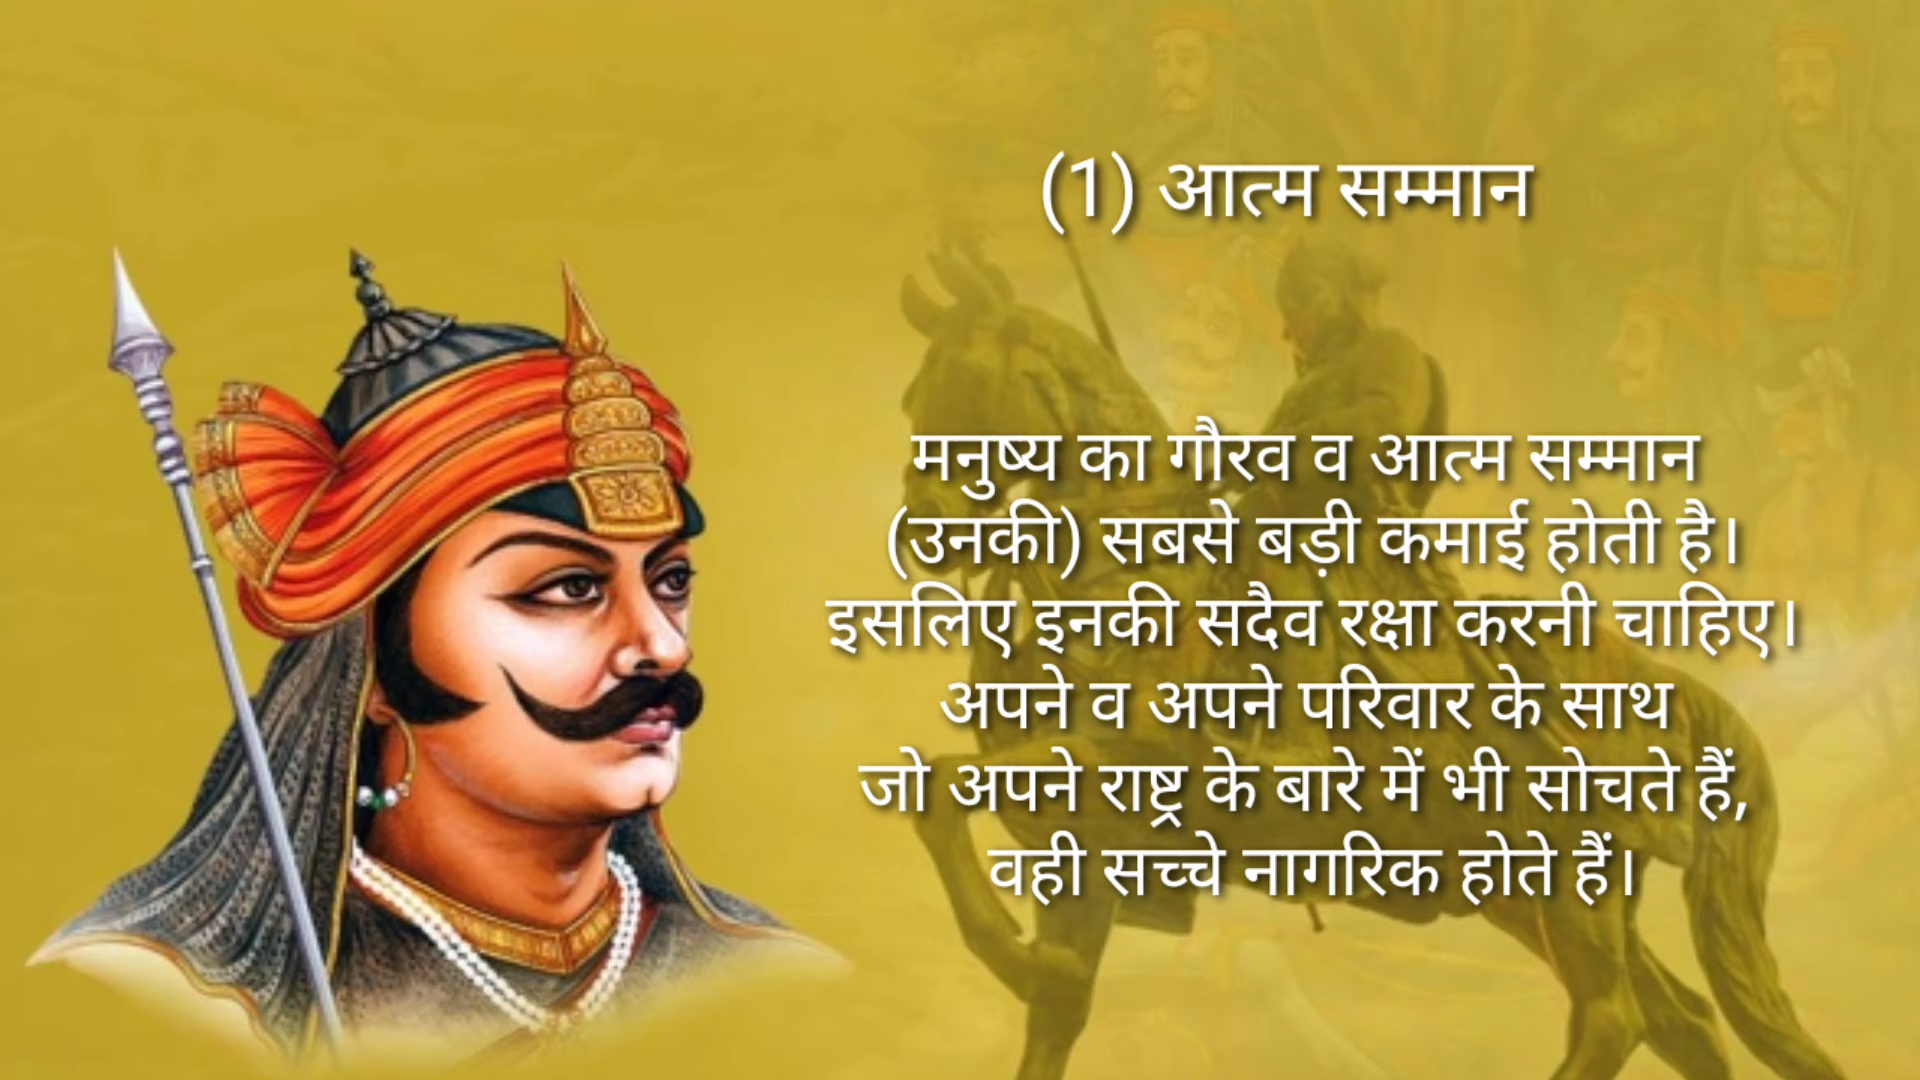 (1) आत्म सम्मान
मनुष्य का गौरव व आत्म सम्मान
(उनकी) सबसे बड़ी कमाई होती है।
इसलिए इनकी सदैव रक्षा करनी चाहिए।
अपने व अपने परिवार के साथ
जो अपने राष्ट्र के बारे में भी सोचते हैं,
वही सच्चे नागरिक होते हैं।